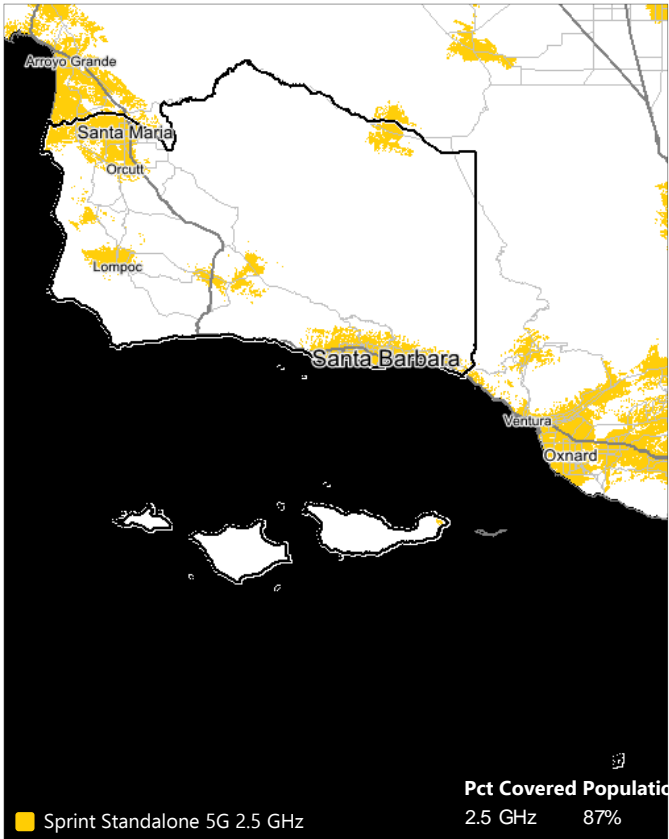 Arroyo Grande
Santa Maria
Orcutt
Lompoc
Santa Barbara
Ventura
Oxnard
Pct Covered Populatio
2.5 GHz 87%
Sprint Standalone 5G 2.5 GHz